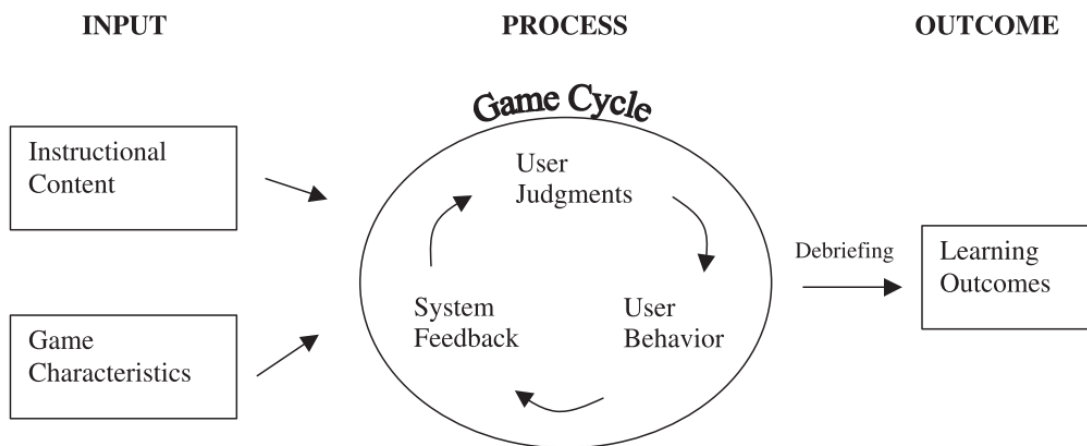 INPUT
PROCESS
OUTCOME
Game Cycle
Instructional
Content
Game
Characteristics
User
Judgments
System
Feedback
User
Behavior
Debriefing
Learning
Outcomes